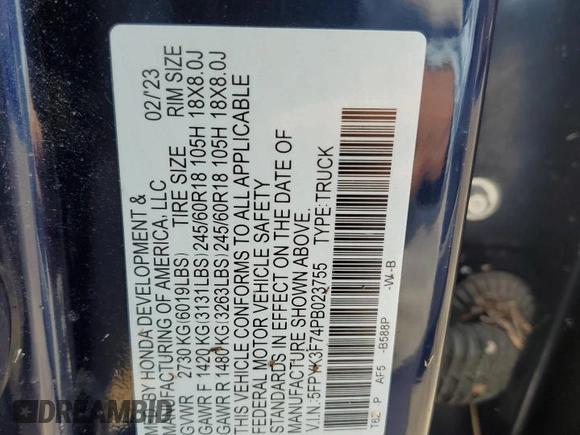 MFD. BY HONDA DEVELOPMENT &
MANUFACTURING OF AMERICA, LLC 02/'23
GVWR 2730 KG(6019LBS) TIRE SIZE RIM SIZE
GAWR F 1420 KG(3131LBS) 245/60R18 105H 18X8.0J
GAWR R 1480 KG(3263LBS) 245/60R18 105H 18X8.0J
THIS VEHICLE CONFORMS TO ALL APPLICABLE
FEDERAL MOTOR VEHICLE SAFETY
STANDARDS IN EFFECT ON THE DATE OF
MANUFACTURE SHOWN ABOVE.
V.I.N.:5FPYK3F74PB023755 TYPE:TRUCK
T6Z P AF5 -B588P -W4-B
DREAMBID